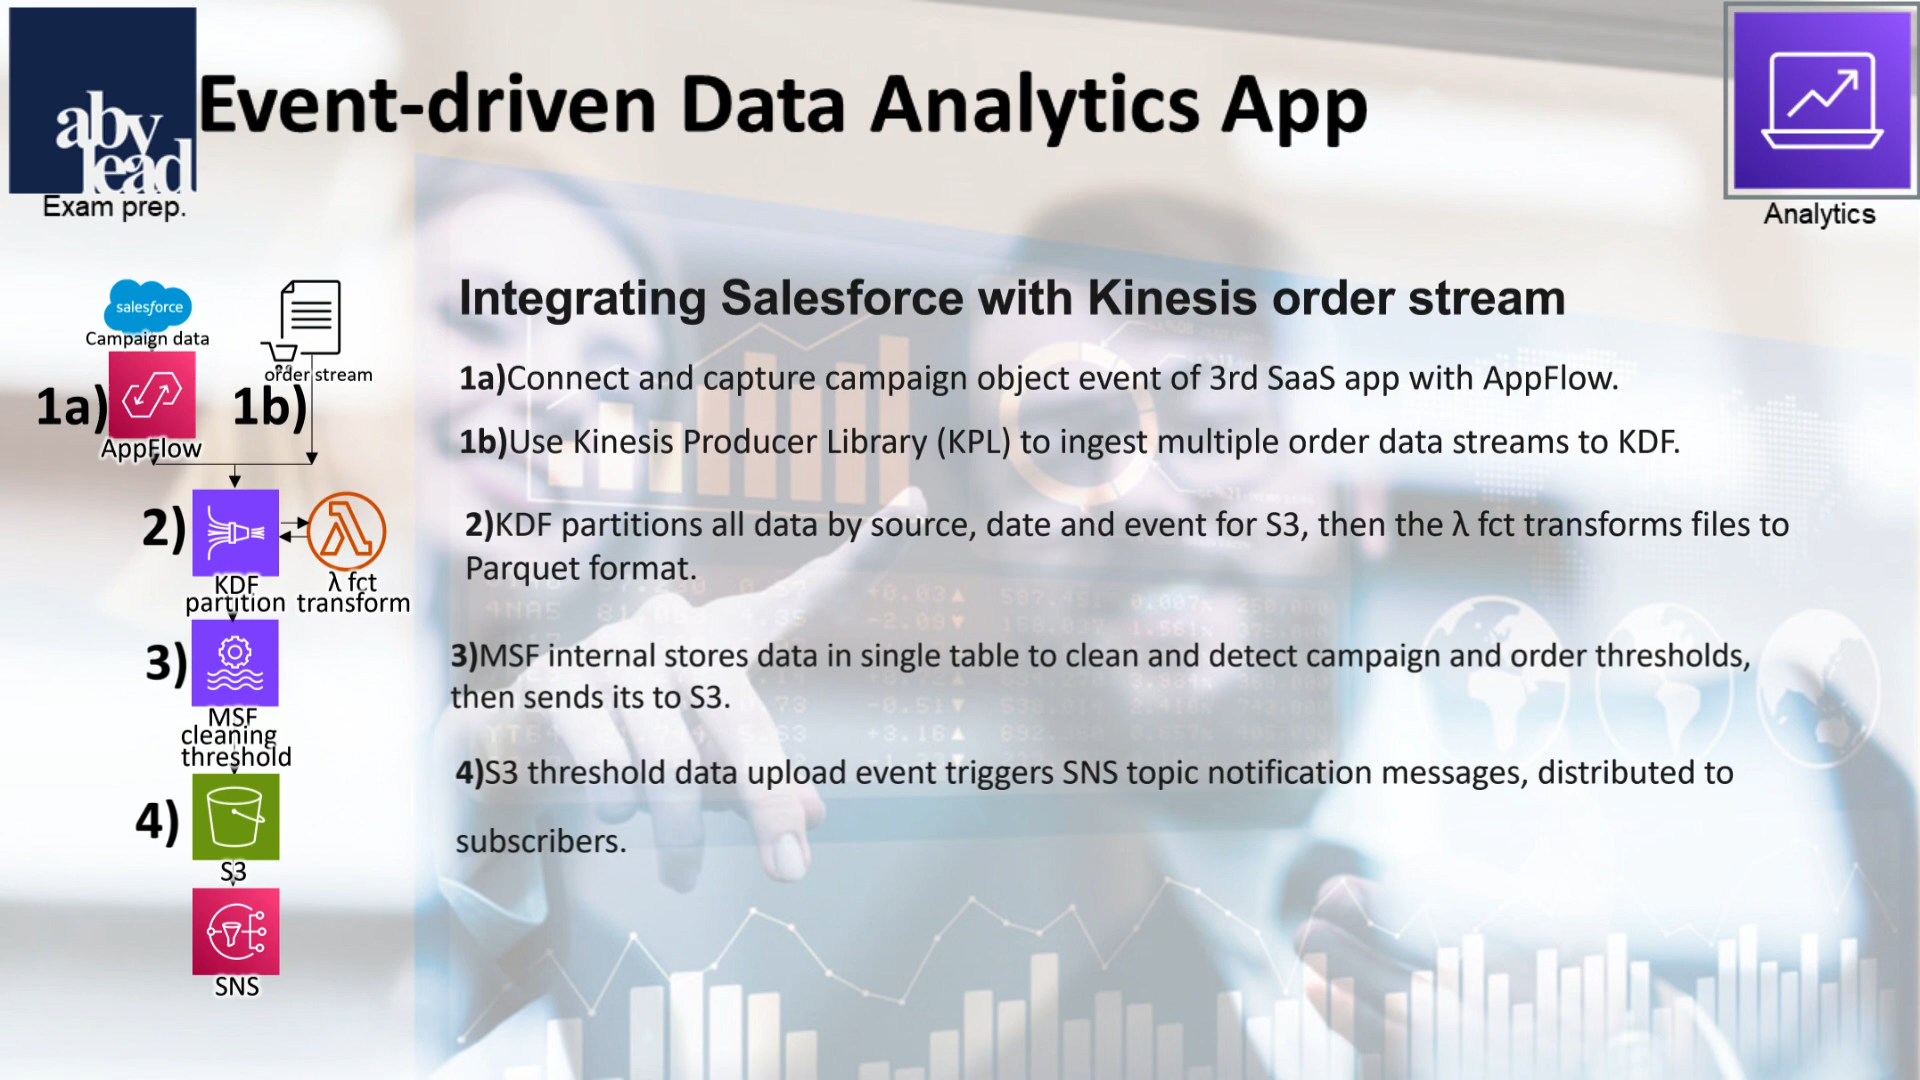 aby
lead
Exam prep.
Event-driven Data Analytics App
Analytics
salesforce
Campaign data
order stream
1a)
1b)
AppFlow
2)
KDF
partition
λ fct
transform
3)
MSF
cleaning
threshold
4)
S3
SNS
Integrating Salesforce with Kinesis order stream
1a)Connect and capture campaign object event of 3rd SaaS app with AppFlow.
1b)Use Kinesis Producer Library (KPL) to ingest multiple order data streams to KDF.
2)KDF partitions all data by source, date and event for S3, then the λ fct transforms files to
Parquet format.
3)MSF internal stores data in single table to clean and detect campaign and order thresholds,
then sends its to S3.
4)S3 threshold data upload event triggers SNS topic notification messages, distributed to
subscribers.